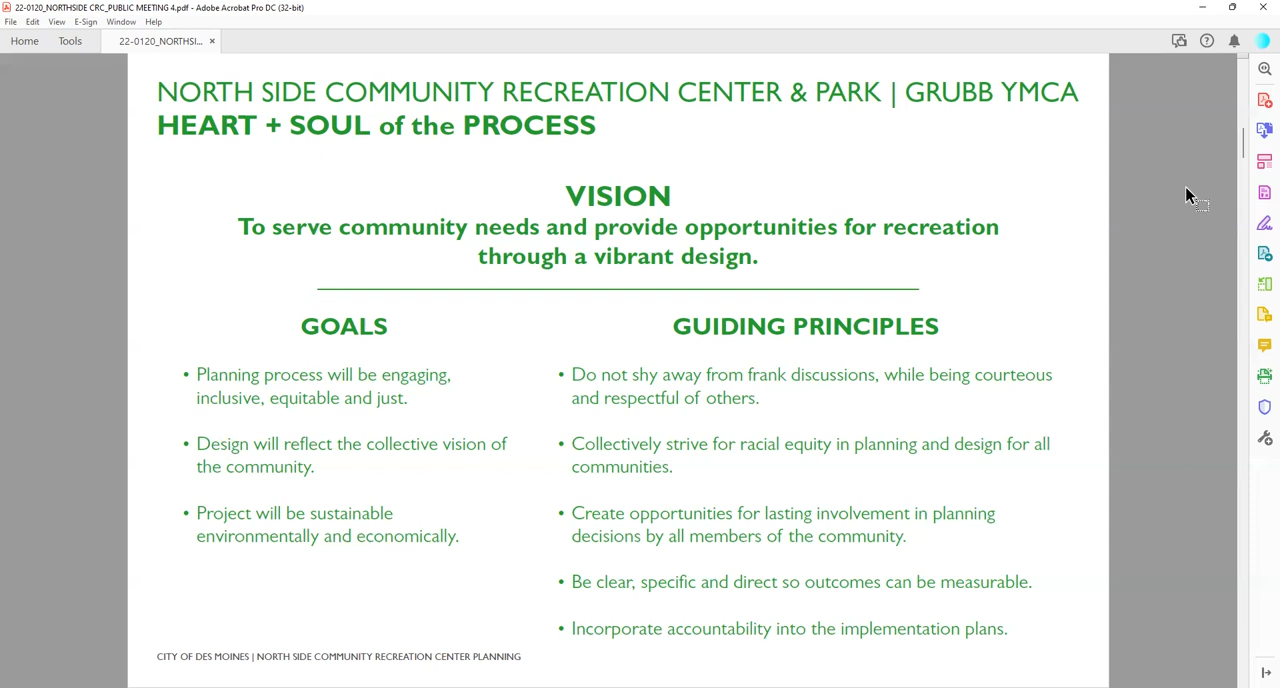 22-0120_NORTHSIDE CRC_PUBLIC MEETING 4.pdf - Adobe Acrobat Pro DC (32-bit)
File Edit View E-Sign Window Help
Home Tools 22-0120_NORTHSI... ×
NORTH SIDE COMMUNITY RECREATION CENTER & PARK | GRUBB YMCA
HEART + SOUL of the PROCESS
VISION
To serve community needs and provide opportunities for recreation
through a vibrant design.
GOALS
• Planning process will be engaging,
inclusive, equitable and just.
• Design will reflect the collective vision of
the community.
• Project will be sustainable
environmentally and economically.
GUIDING PRINCIPLES
• Do not shy away from frank discussions, while being courteous
and respectful of others.
• Collectively strive for racial equity in planning and design for all
communities.
• Create opportunities for lasting involvement in planning
decisions by all members of the community.
• Be clear, specific and direct so outcomes can be measurable.
• Incorporate accountability into the implementation plans.
CITY OF DES MOINES | NORTH SIDE COMMUNITY RECREATION CENTER PLANNING